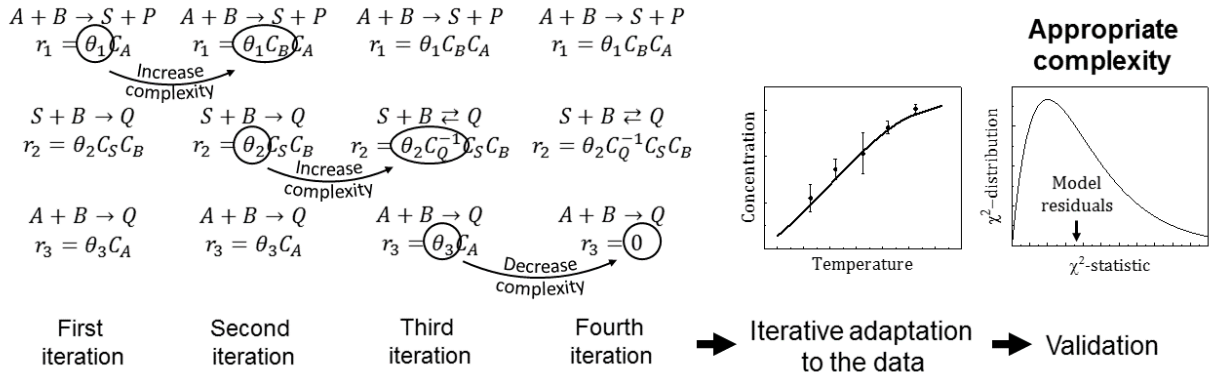 A + B → S + P
r₁ = θ₁C_A
Increase
complexity
S + B → Q
r₂ = θ₂C_SC_B
A + B → Q
r₃ = θ₃C_A
First
iteration
A + B → S + P
r₁ = θ₁C_BC_A
S + B → Q
r₂ = θ₂C_SC_B
Increase
complexity
A + B → Q
r₃ = θ₃C_A
Second
iteration
A + B → S + P
r₁ = θ₁C_BC_A
S + B ⇄ Q
r₂ = θ₂C_Q⁻¹C_SC_B
A + B → Q
r₃ = θ₃C_A
Decrease
complexity
Third
iteration
A + B → S + P
r₁ = θ₁C_BC_A
S + B ⇄ Q
r₂ = θ₂C_Q⁻¹C_SC_B
A + B → Q
r₃ = 0
Fourth
iteration
Concentration
Temperature
Iterative adaptation
to the data
Appropriate
complexity
χ²–distribution
Model
residuals
χ²-statistic
Validation